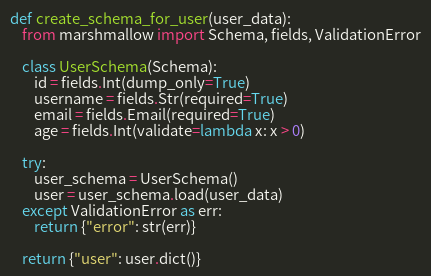 def create_schema_for_user(user_data):
    from marshmallow import Schema, fields, ValidationError

    class UserSchema(Schema):
        id = fields.Int(dump_only=True)
        username = fields.Str(required=True)
        email = fields.Email(required=True)
        age = fields.Int(validate=lambda x: x > 0)

    try:
        user_schema = UserSchema()
        user = user_schema.load(user_data)
    except ValidationError as err:
        return {"error": str(err)}

    return {"user": user.dict()}